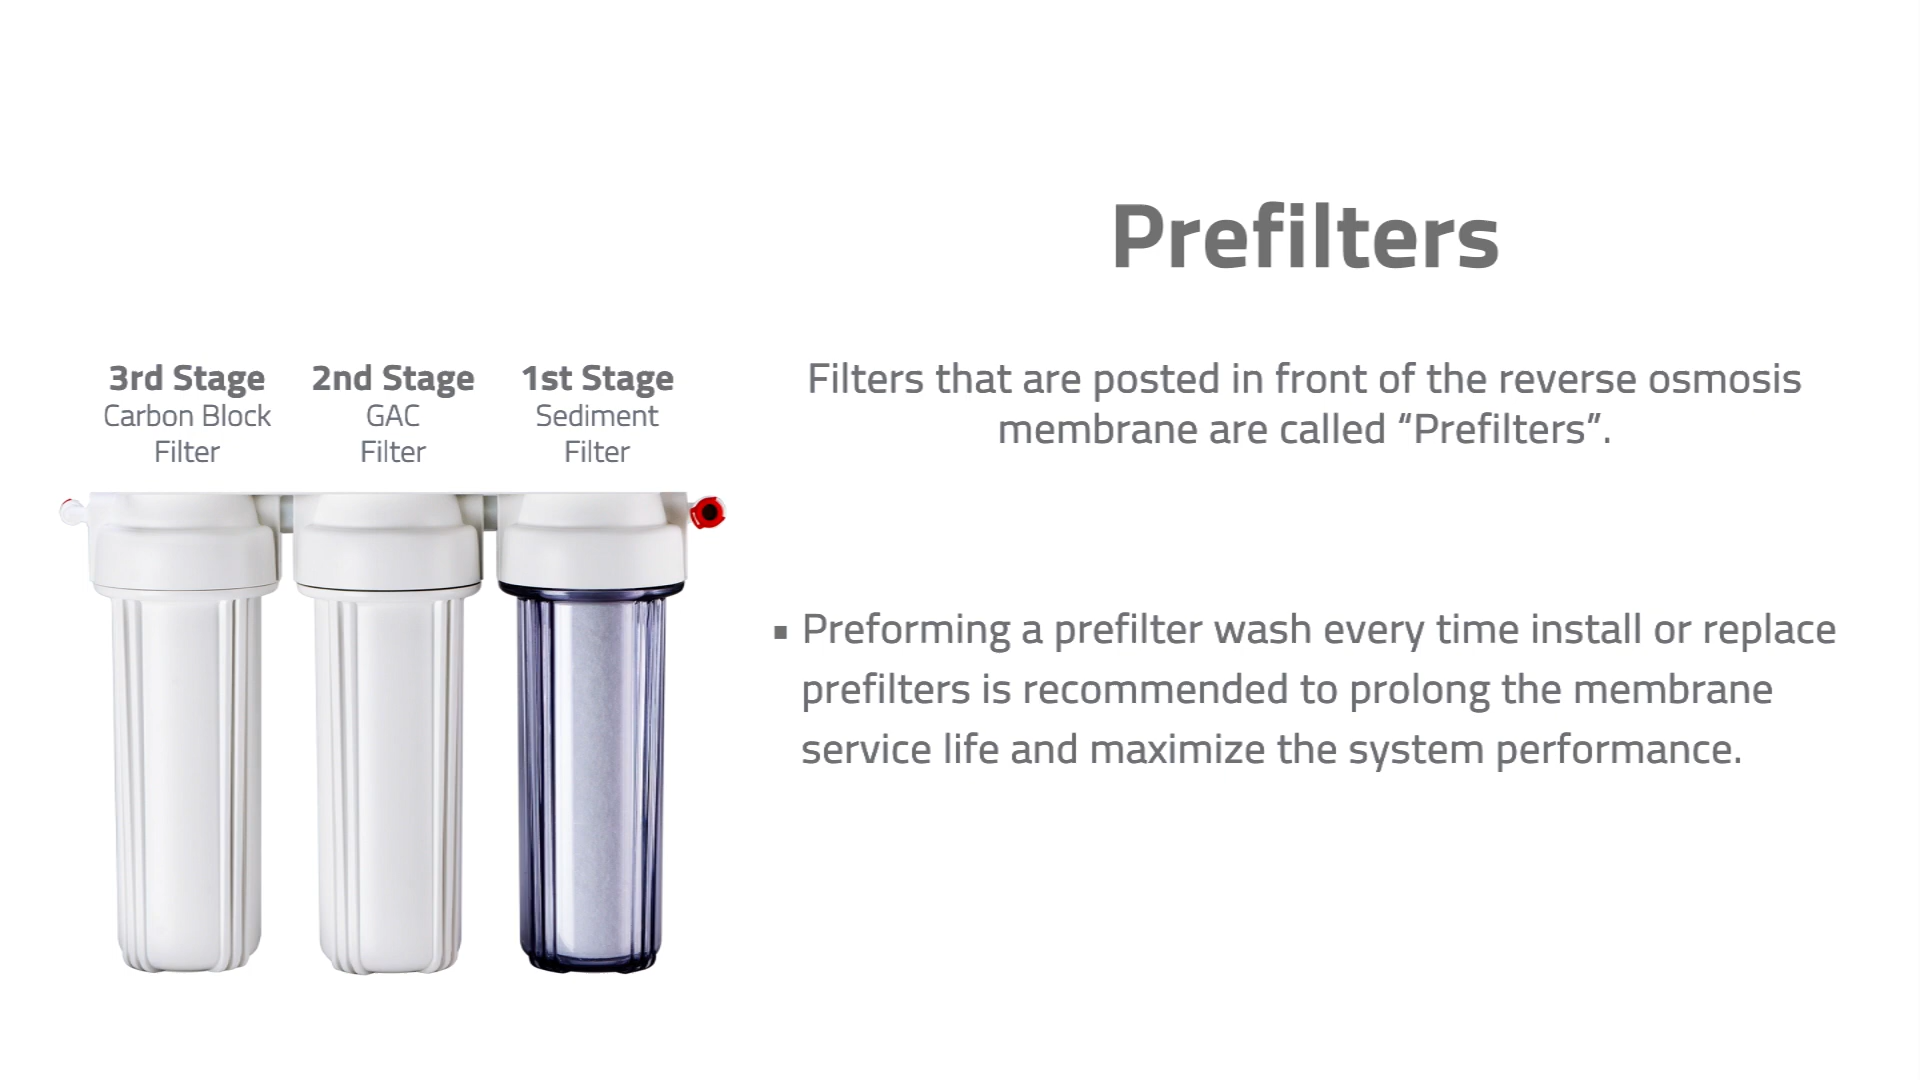 Prefilters
3rd Stage
Carbon Block
Filter
2nd Stage
GAC
Filter
1st Stage
Sediment
Filter
Filters that are posted in front of the reverse osmosis
membrane are called “Prefilters”.
▪ Preforming a prefilter wash every time install or replace
prefilters is recommended to prolong the membrane
service life and maximize the system performance.